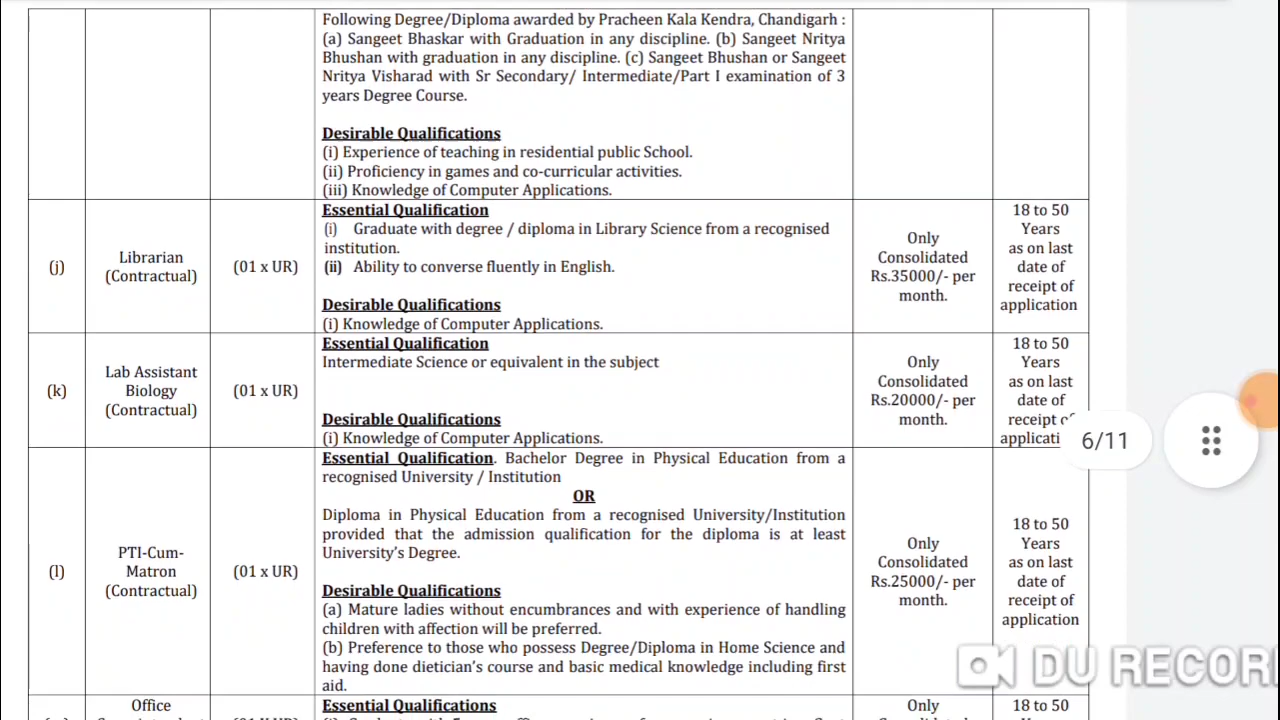 Following Degree/Diploma awarded by Pracheen Kala Kendra, Chandigarh :
(a) Sangeet Bhaskar with Graduation in any discipline. (b) Sangeet Nritya
Bhushan with graduation in any discipline. (c) Sangeet Bhushan or Sangeet
Nritya Visharad with Sr Secondary/ Intermediate/Part I examination of 3
years Degree Course.
Desirable Qualifications
(i) Experience of teaching in residential public School.
(ii) Proficiency in games and co-curricular activities.
(iii) Knowledge of Computer Applications.
(j)
Librarian
(Contractual)
(01 x UR)
Essential Qualification
(i) Graduate with degree / diploma in Library Science from a recognised
institution.
(ii) Ability to converse fluently in English.
Desirable Qualifications
(i) Knowledge of Computer Applications.
Only
Consolidated
Rs.35000/- per
month.
18 to 50
Years
as on last
date of
receipt of
application
(k)
Lab Assistant
Biology
(Contractual)
(01 x UR)
Essential Qualification
Intermediate Science or equivalent in the subject
Desirable Qualifications
(i) Knowledge of Computer Applications.
Only
Consolidated
Rs.20000/- per
month.
18 to 50
Years
as on last
date of
receipt of
applicati
6/11
(l)
PTI-Cum-
Matron
(Contractual)
(01 x UR)
Essential Qualification. Bachelor Degree in Physical Education from a
recognised University / Institution
OR
Diploma in Physical Education from a recognised University/Institution
provided that the admission qualification for the diploma is at least
University's Degree.
Desirable Qualifications
(a) Mature ladies without encumbrances and with experience of handling
children with affection will be preferred.
(b) Preference to those who possess Degree/Diploma in Home Science and
having done dietician's course and basic medical knowledge including first
aid.
Only
Consolidated
Rs.25000/- per
month.
18 to 50
Years
as on last
date of
receipt of
application
DU RECOR
Office
Essential Qualifications
Only
18 to 50